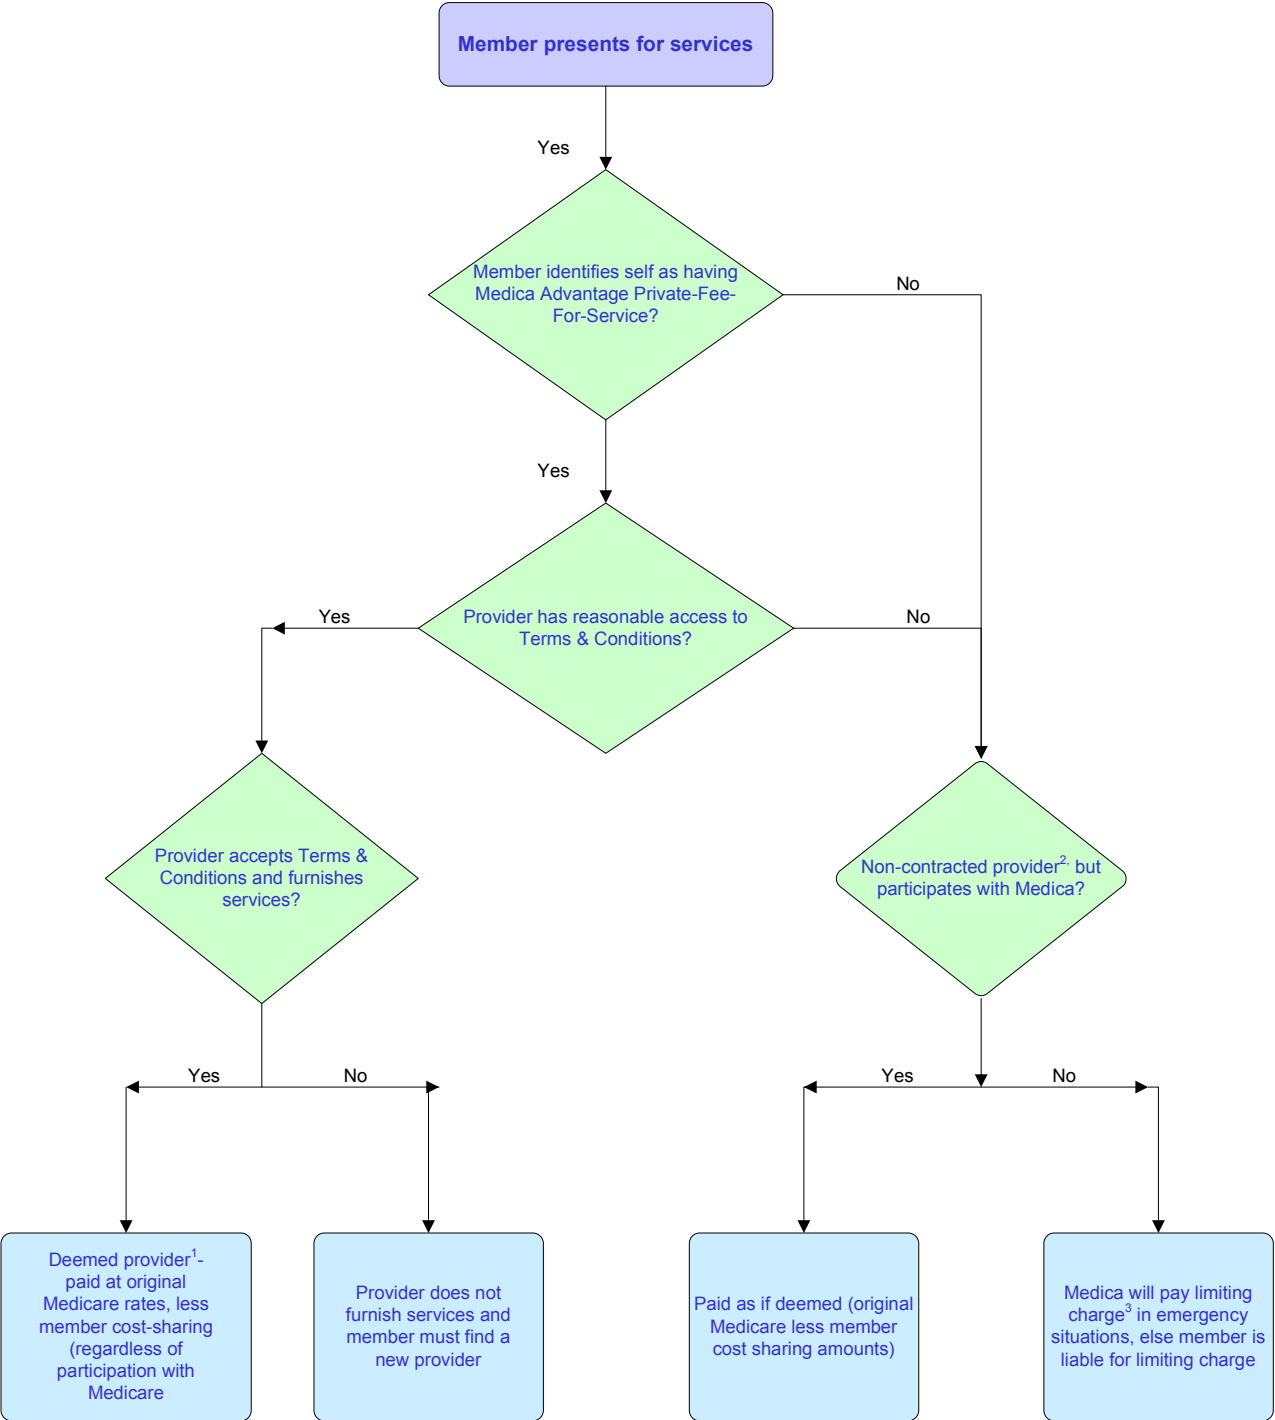 Member presents for services
Yes
Member identifies self as having
Medica Advantage Private-Fee-
For-Service?
No
Yes
Provider has reasonable access to
Terms & Conditions?
Yes
No
Provider accepts Terms &
Conditions and furnishes
services?
Non-contracted provider2, but
participates with Medica?
Yes
No
Yes
No
Deemed provider1-
paid at original
Medicare rates, less
member cost-sharing
(regardless of
participation with
Medicare
Provider does not
furnish services and
member must find a
new provider
Paid as if deemed (original
Medicare less member
cost sharing amounts)
Medica will pay limiting
charge3 in emergency
situations, else member is
liable for limiting charge